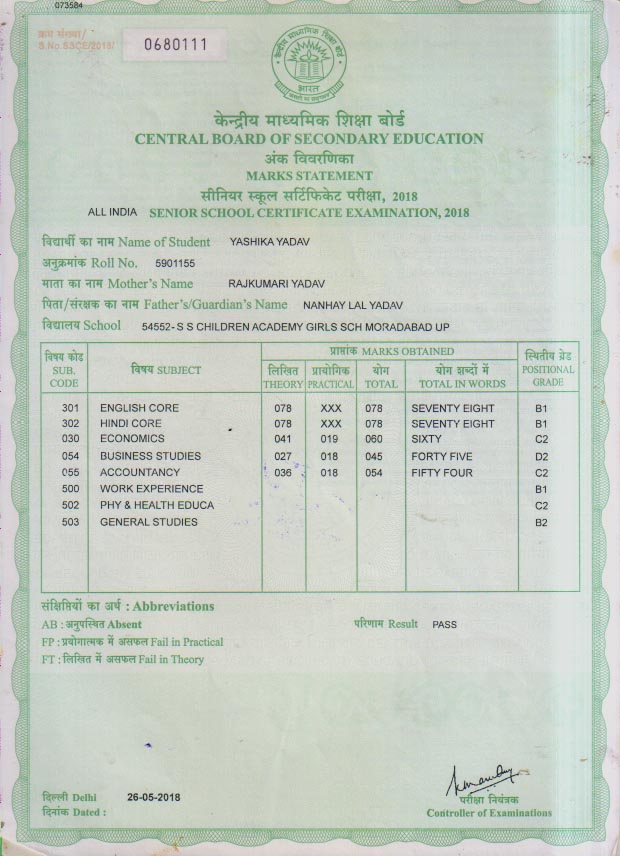 073584
क्रम संख्या/
S.No.SSCE/2018/ 0680111
केन्द्रीय माध्यमिक शिक्षा बोर्ड
भारत
केन्द्रीय माध्यमिक शिक्षा बोर्ड
CENTRAL BOARD OF SECONDARY EDUCATION
अंक विवरणिका
MARKS STATEMENT
सीनियर स्कूल सर्टिफिकेट परीक्षा, 2018
ALL INDIA SENIOR SCHOOL CERTIFICATE EXAMINATION, 2018
विद्यार्थी का नाम Name of Student YASHIKA YADAV
अनुक्रमांक Roll No. 5901155
माता का नाम Mother's Name RAJKUMARI YADAV
पिता/संरक्षक का नाम Father's/Guardian's Name NANHAY LAL YADAV
विद्यालय School 54552- S S CHILDREN ACADEMY GIRLS SCH MORADABAD UP
विषय कोड SUB. CODE
विषय SUBJECT
प्राप्तांक MARKS OBTAINED
लिखित THEORY
प्रायोगिक PRACTICAL
योग TOTAL
योग शब्दों में TOTAL IN WORDS
स्थितीय ग्रेड POSITIONAL GRADE
301 ENGLISH CORE 078 XXX 078 SEVENTY EIGHT B1
302 HINDI CORE 078 XXX 078 SEVENTY EIGHT B1
030 ECONOMICS 041 019 060 SIXTY C2
054 BUSINESS STUDIES 027 018 045 FORTY FIVE D2
055 ACCOUNTANCY 036 018 054 FIFTY FOUR C2
500 WORK EXPERIENCE B1
502 PHY & HEALTH EDUCA C2
503 GENERAL STUDIES B2
संक्षिप्तियों का अर्थ : Abbreviations
AB : अनुपस्थित Absent परिणाम Result PASS
FP : प्रयोगात्मक में असफल Fail in Practical
FT : लिखित में असफल Fail in Theory
दिल्ली Delhi 26-05-2018
दिनांक Dated :
परीक्षा नियंत्रक
Controller of Examinations